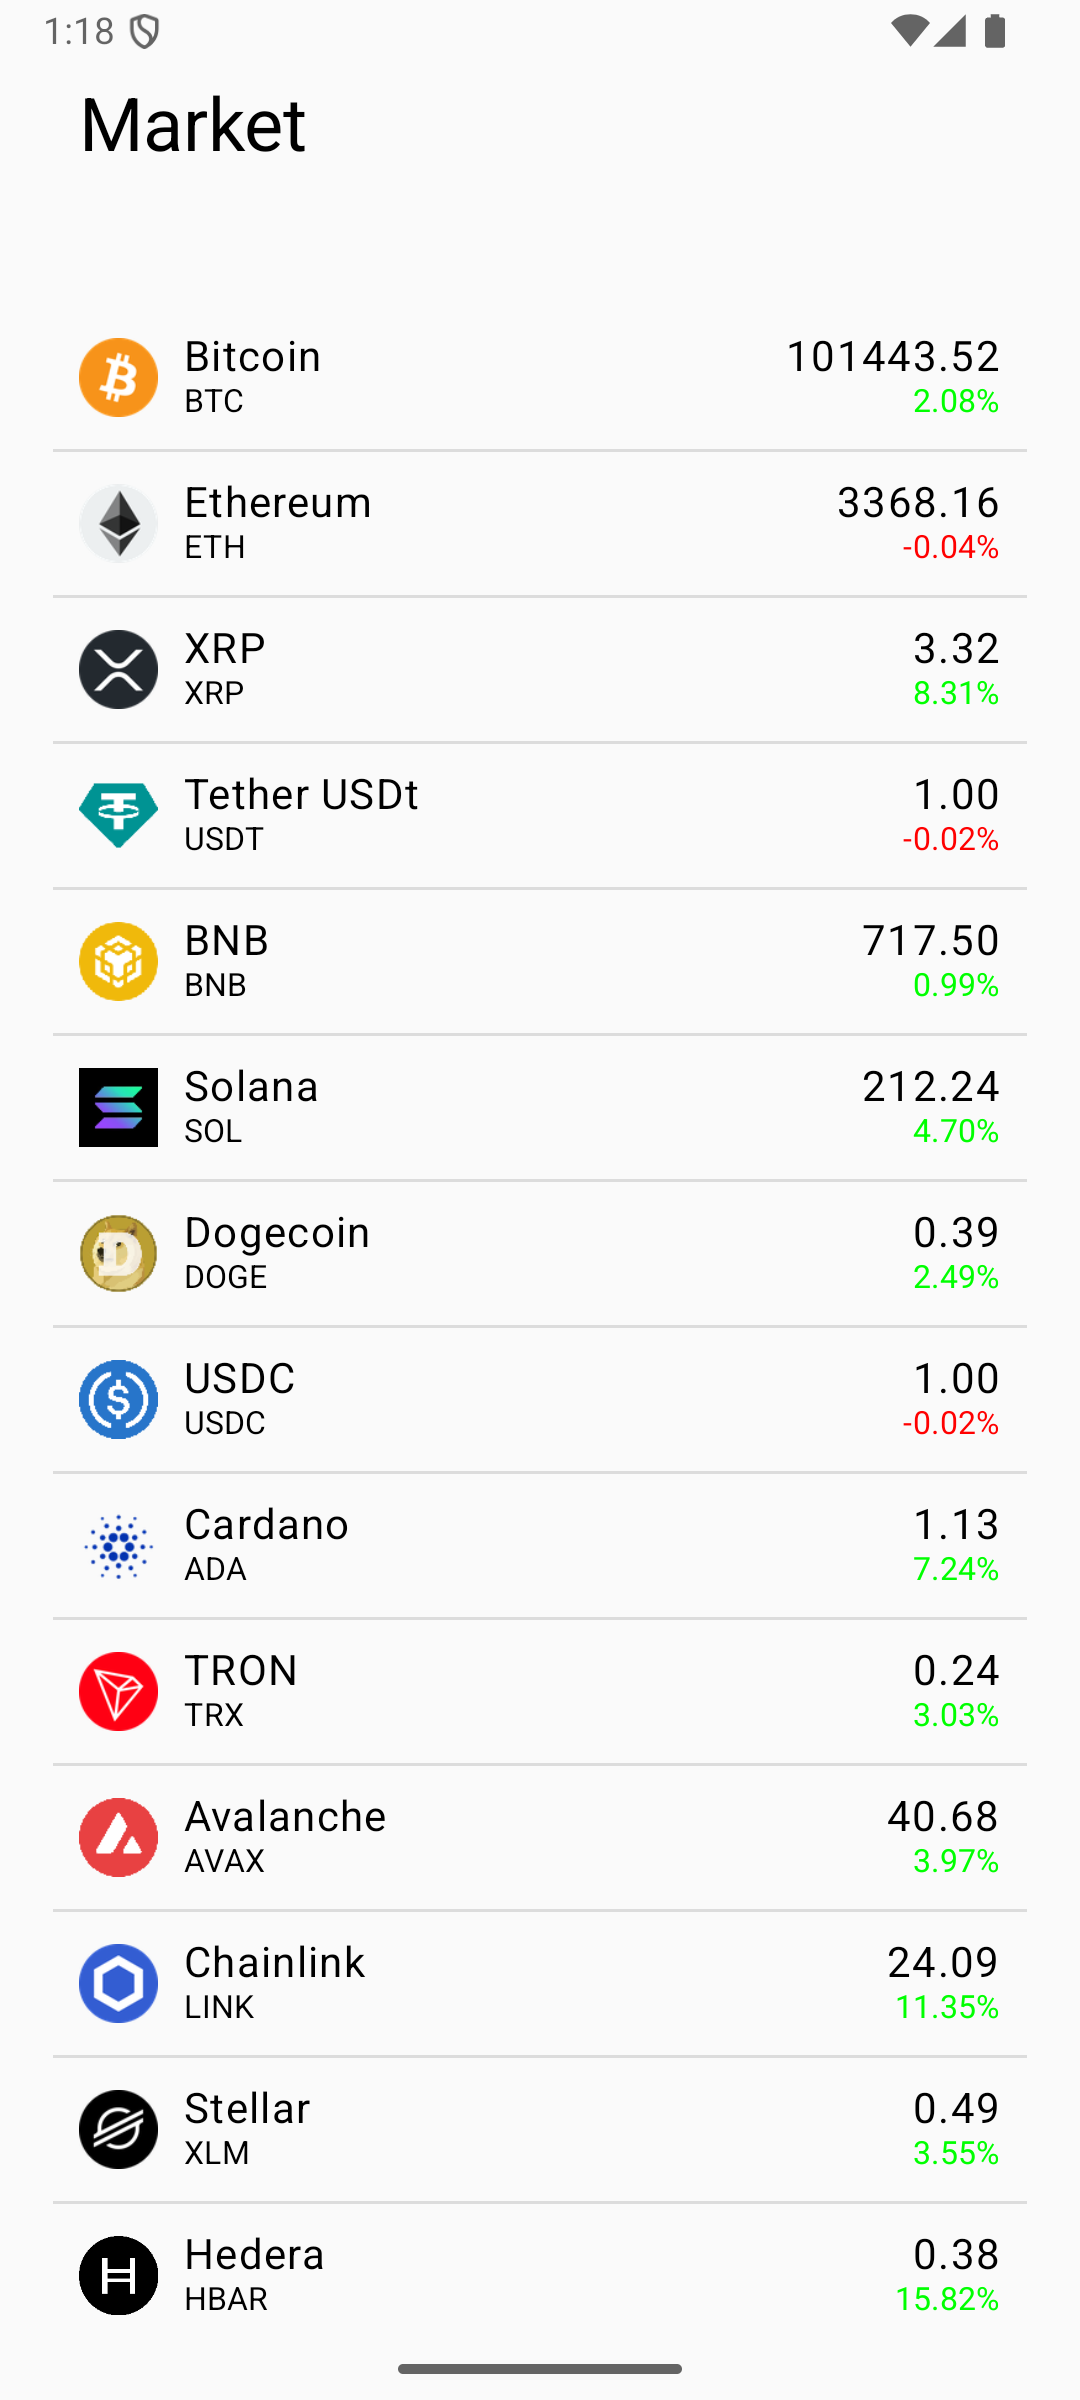 1:18
Market
Bitcoin 101443.52
BTC 2.08%
Ethereum 3368.16
ETH -0.04%
XRP 3.32
XRP 8.31%
Tether USDt 1.00
USDT -0.02%
BNB 717.50
BNB 0.99%
Solana 212.24
SOL 4.70%
Dogecoin 0.39
DOGE 2.49%
USDC 1.00
USDC -0.02%
Cardano 1.13
ADA 7.24%
TRON 0.24
TRX 3.03%
Avalanche 40.68
AVAX 3.97%
Chainlink 24.09
LINK 11.35%
Stellar 0.49
XLM 3.55%
Hedera 0.38
HBAR 15.82%